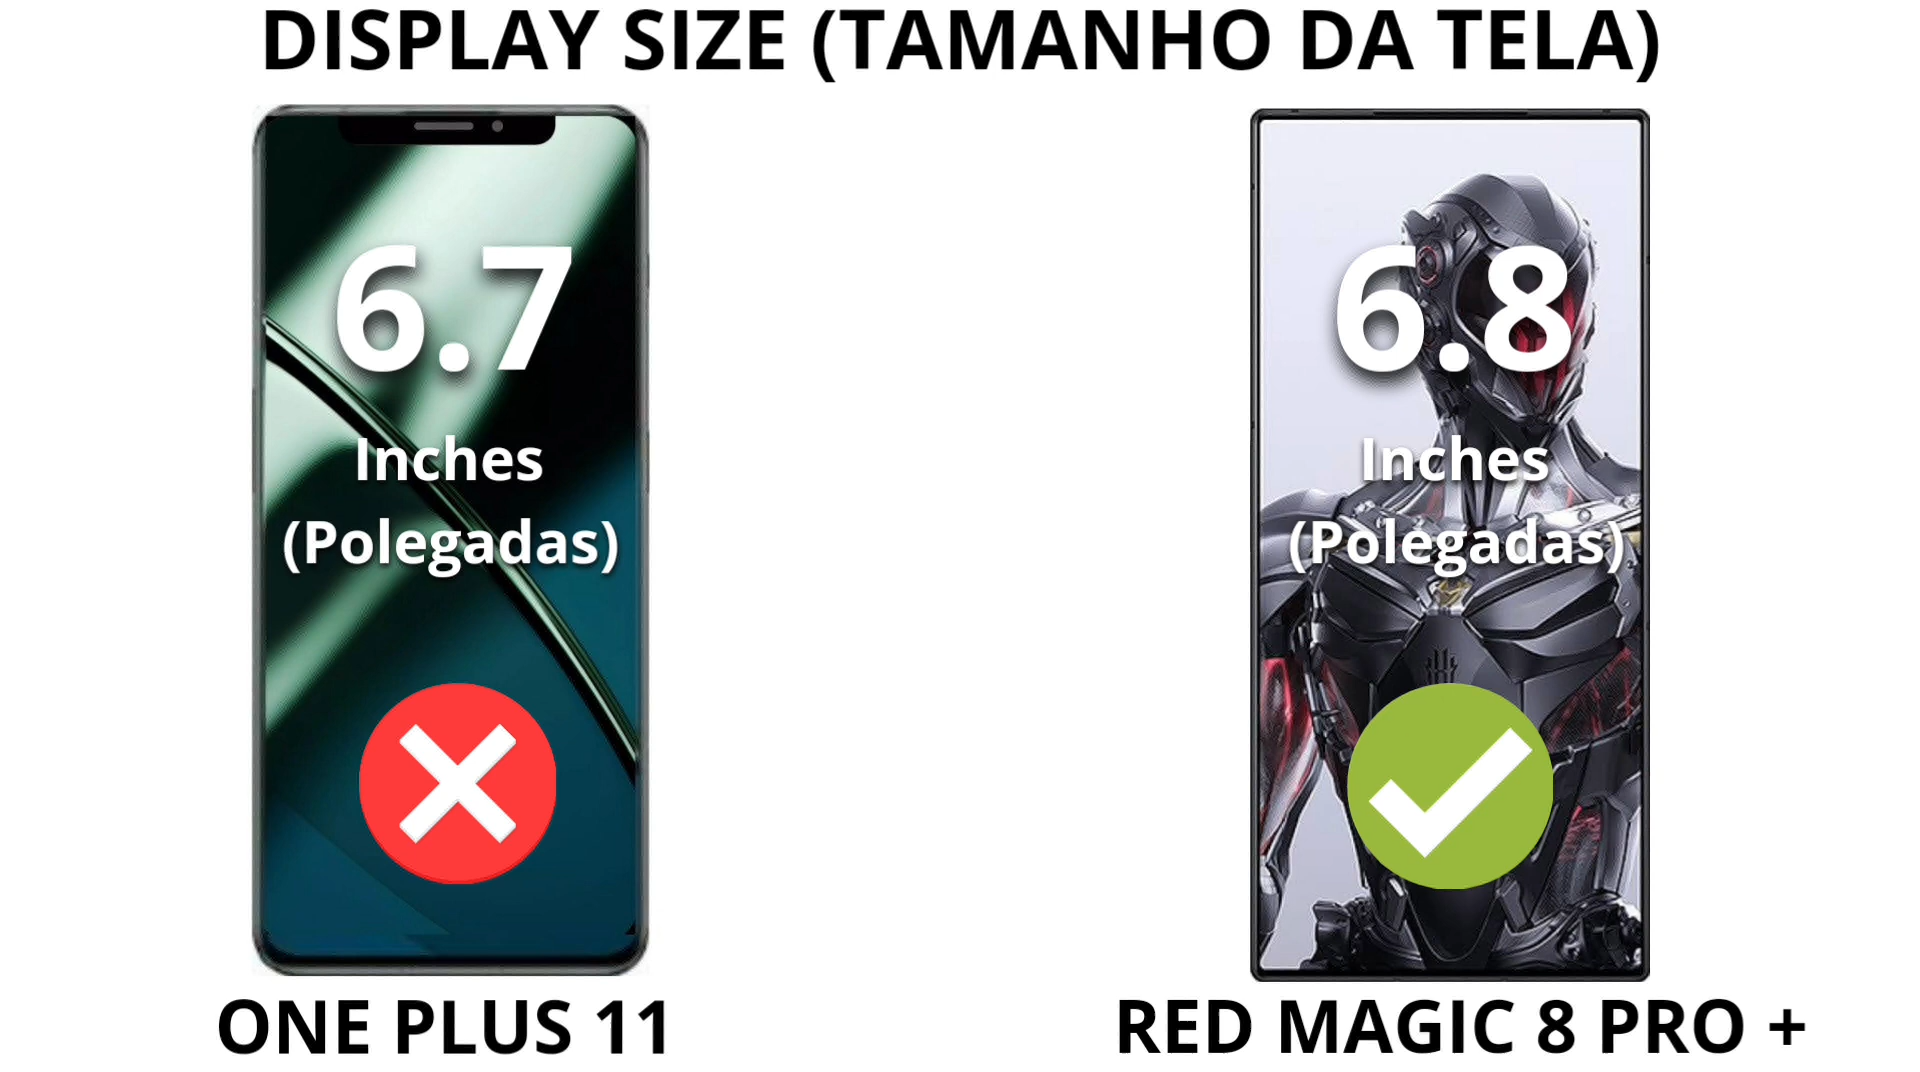 DISPLAY SIZE (TAMANHO DA TELA)
6.7
Inches
(Polegadas)
ONE PLUS 11
6.8
Inches
(Polegadas)
RED MAGIC 8 PRO +